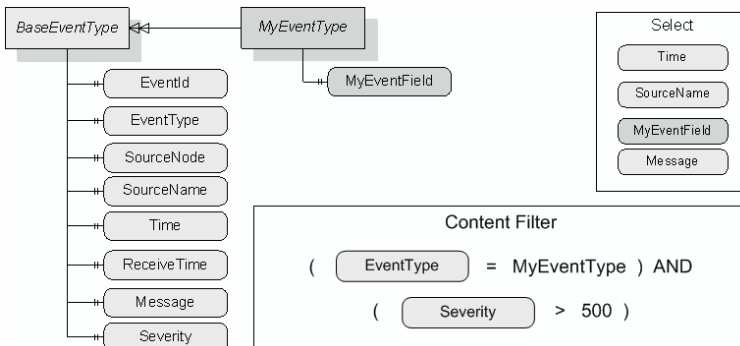 BaseEventType
MyEventType
EventId
EventType
SourceNode
SourceName
Time
ReceiveTime
Message
Severity
MyEventField
Select
Time
SourceName
MyEventField
Message
Content Filter
( EventType = MyEventType ) AND
( Severity > 500 )